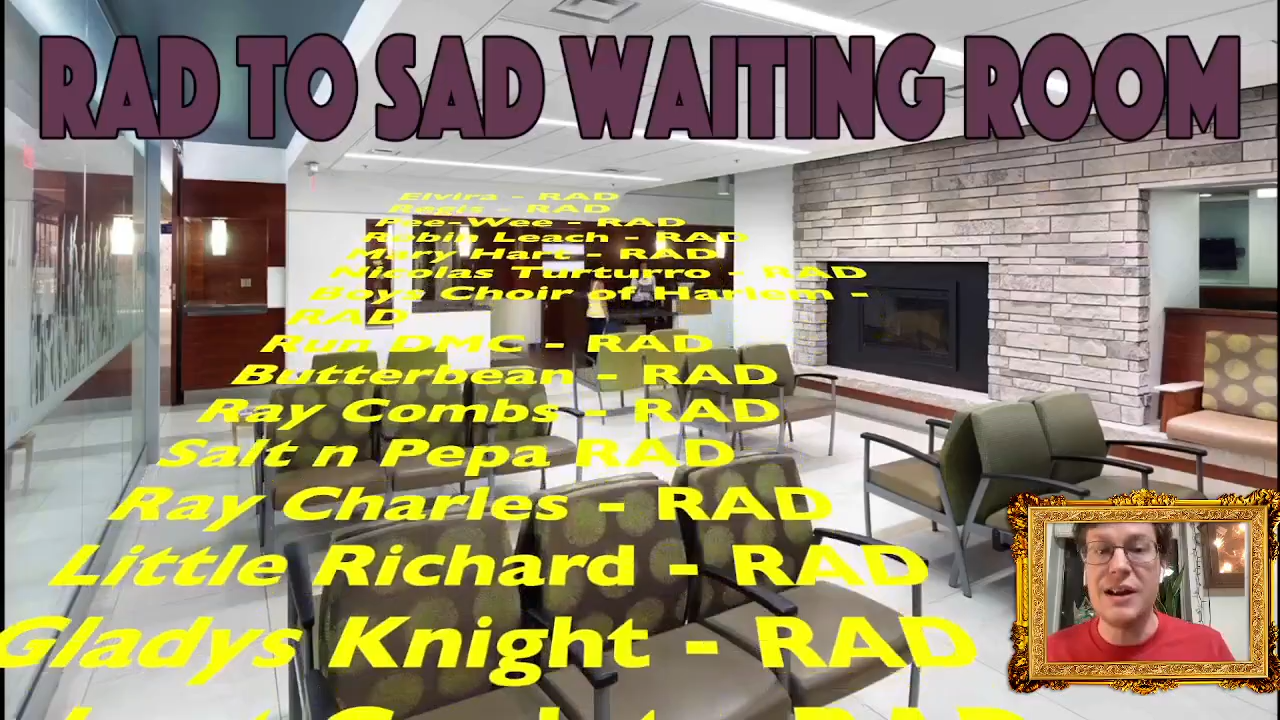 RAD TO SAD WAITING ROOM
Elvira - RAD
Regis - RAD
Pee-Wee - RAD
Robin Leach - RAD
Mary Hart - RAD
Nicolas Turturro - RAD
Boys Choir of Harlem -
RAD
Run DMC - RAD
Butterbean - RAD
Ray Combs - RAD
Salt n Pepa RAD
Ray Charles - RAD
Little Richard - RAD
Gladys Knight - RAD